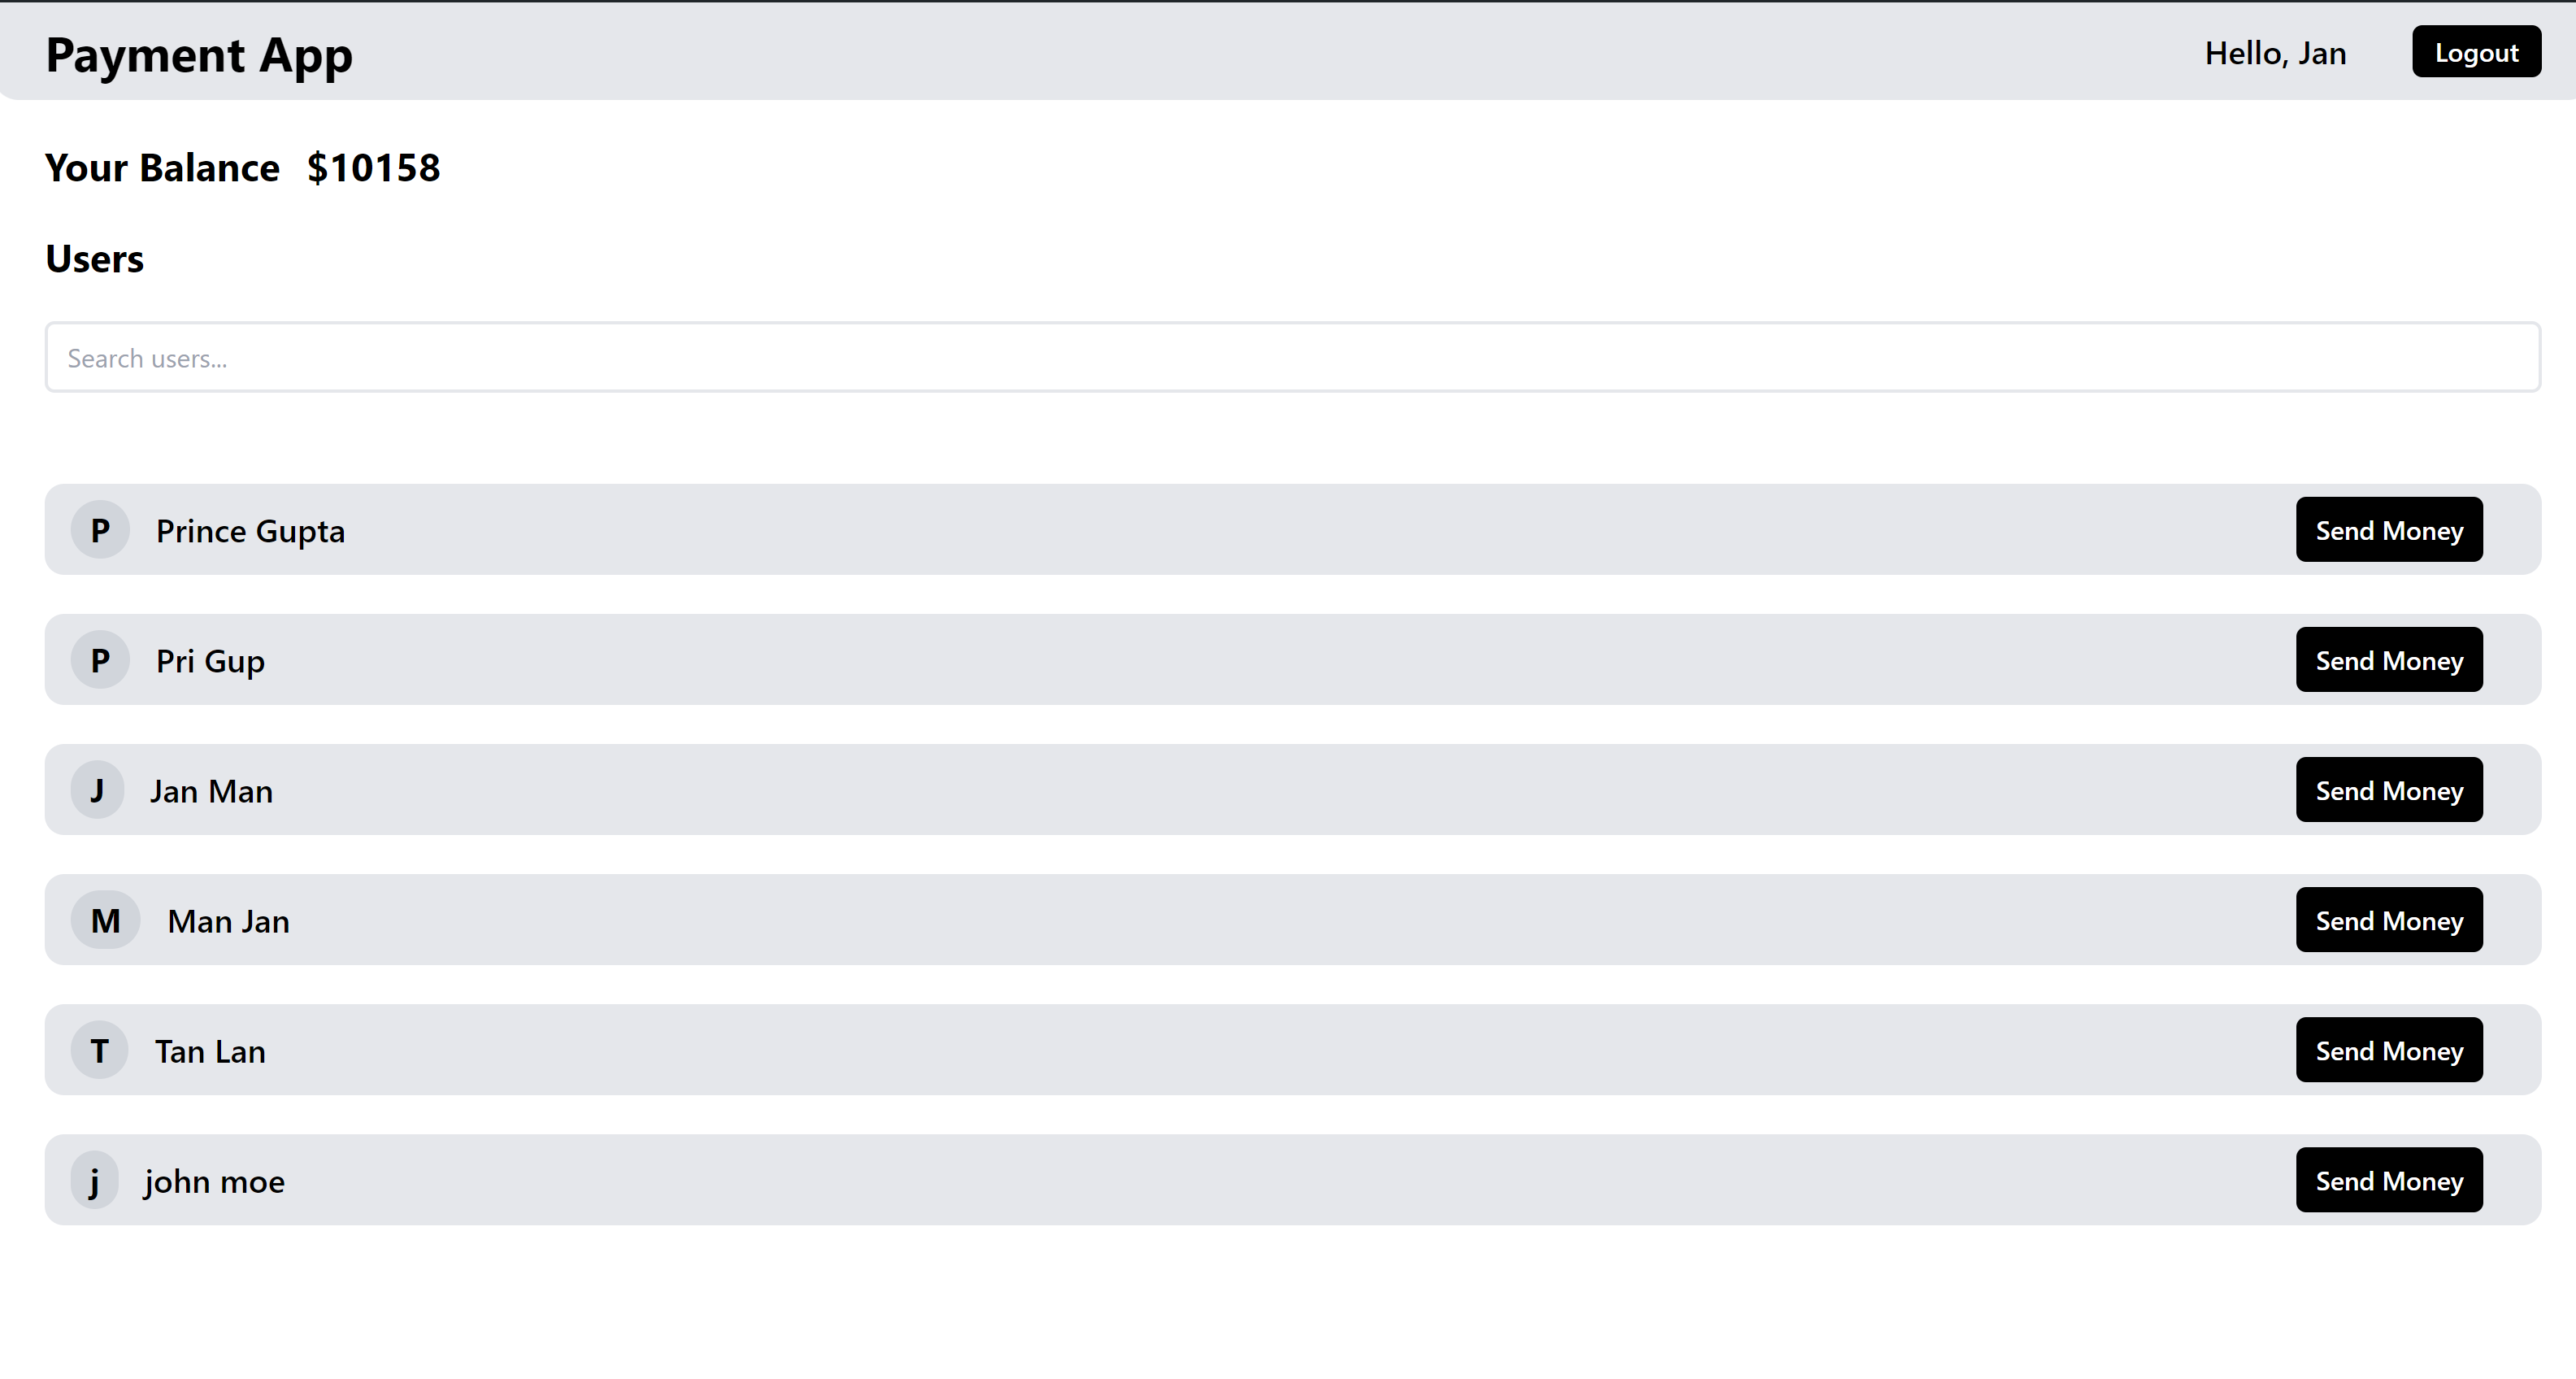 Payment App Hello, Jan Logout
Your Balance $10158
Users
Search users...
P Prince Gupta Send Money
P Pri Gup Send Money
J Jan Man Send Money
M Man Jan Send Money
T Tan Lan Send Money
j john moe Send Money